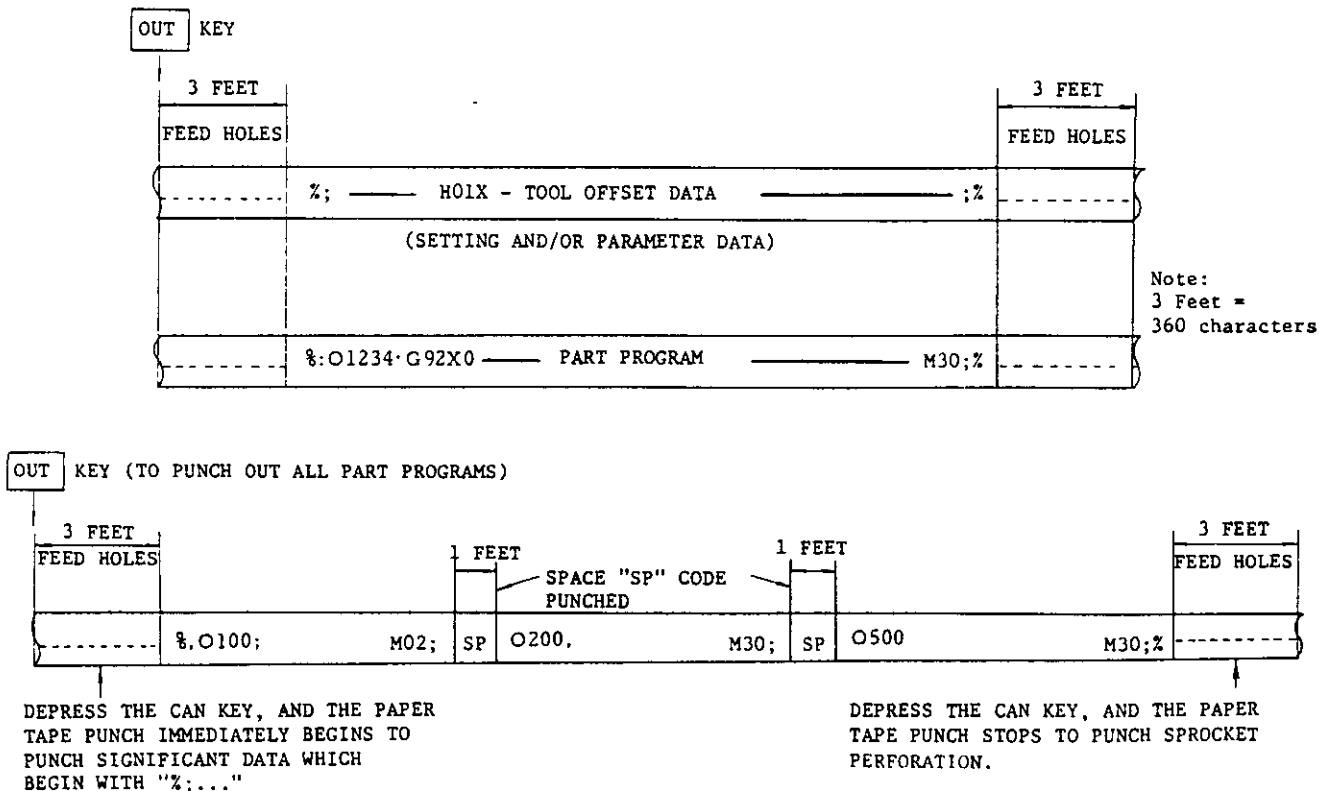 OUT KEY
3 FEET
FEED HOLES
3 FEET
FEED HOLES
%; H01X - TOOL OFFSET DATA ;%
(SETTING AND/OR PARAMETER DATA)
Note:
3 Feet =
360 characters
%:O1234·G92X0 PART PROGRAM M30;%
OUT KEY (TO PUNCH OUT ALL PART PROGRAMS)
3 FEET
FEED HOLES
1 FEET
SPACE "SP" CODE
PUNCHED
1 FEET
3 FEET
FEED HOLES
%,O100; M02; SP O200, M30; SP O500 M30;%
DEPRESS THE CAN KEY, AND THE PAPER
TAPE PUNCH IMMEDIATELY BEGINS TO
PUNCH SIGNIFICANT DATA WHICH
BEGIN WITH "%;..."
DEPRESS THE CAN KEY, AND THE PAPER
TAPE PUNCH STOPS TO PUNCH SPROCKET
PERFORATION.